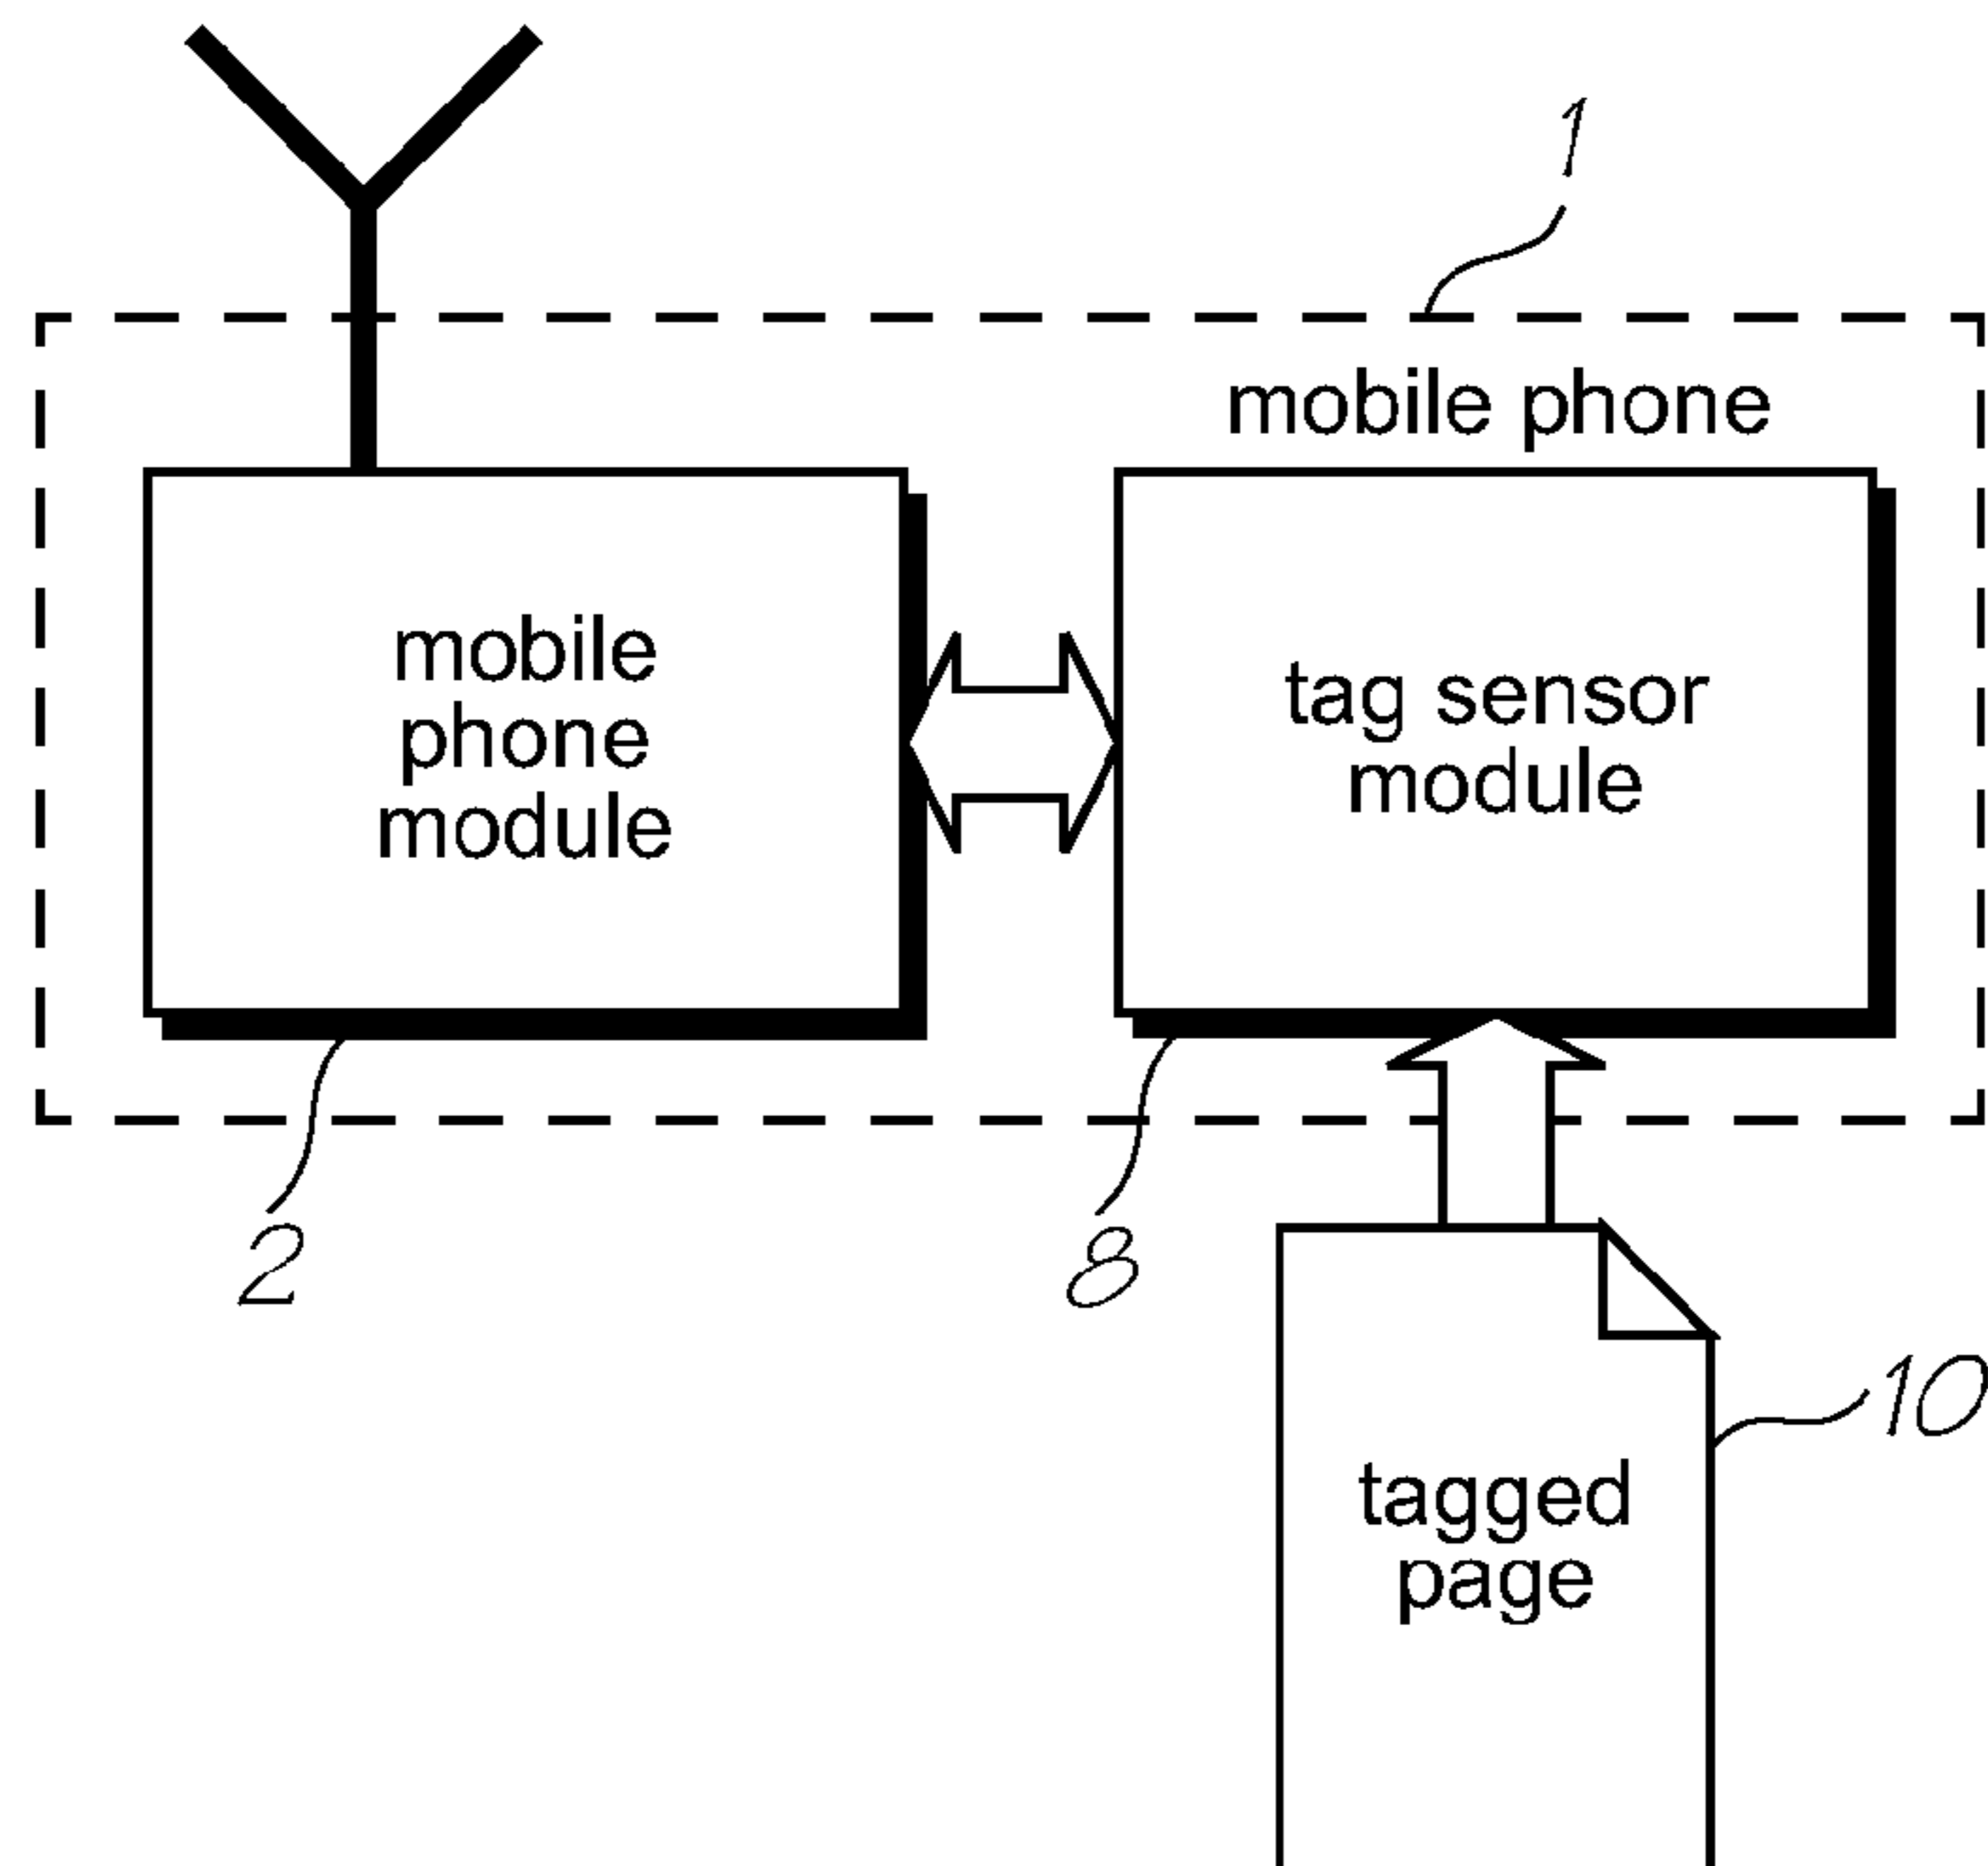 1
mobile phone
mobile
phone
module
tag sensor
module
2
8
10
tagged
page